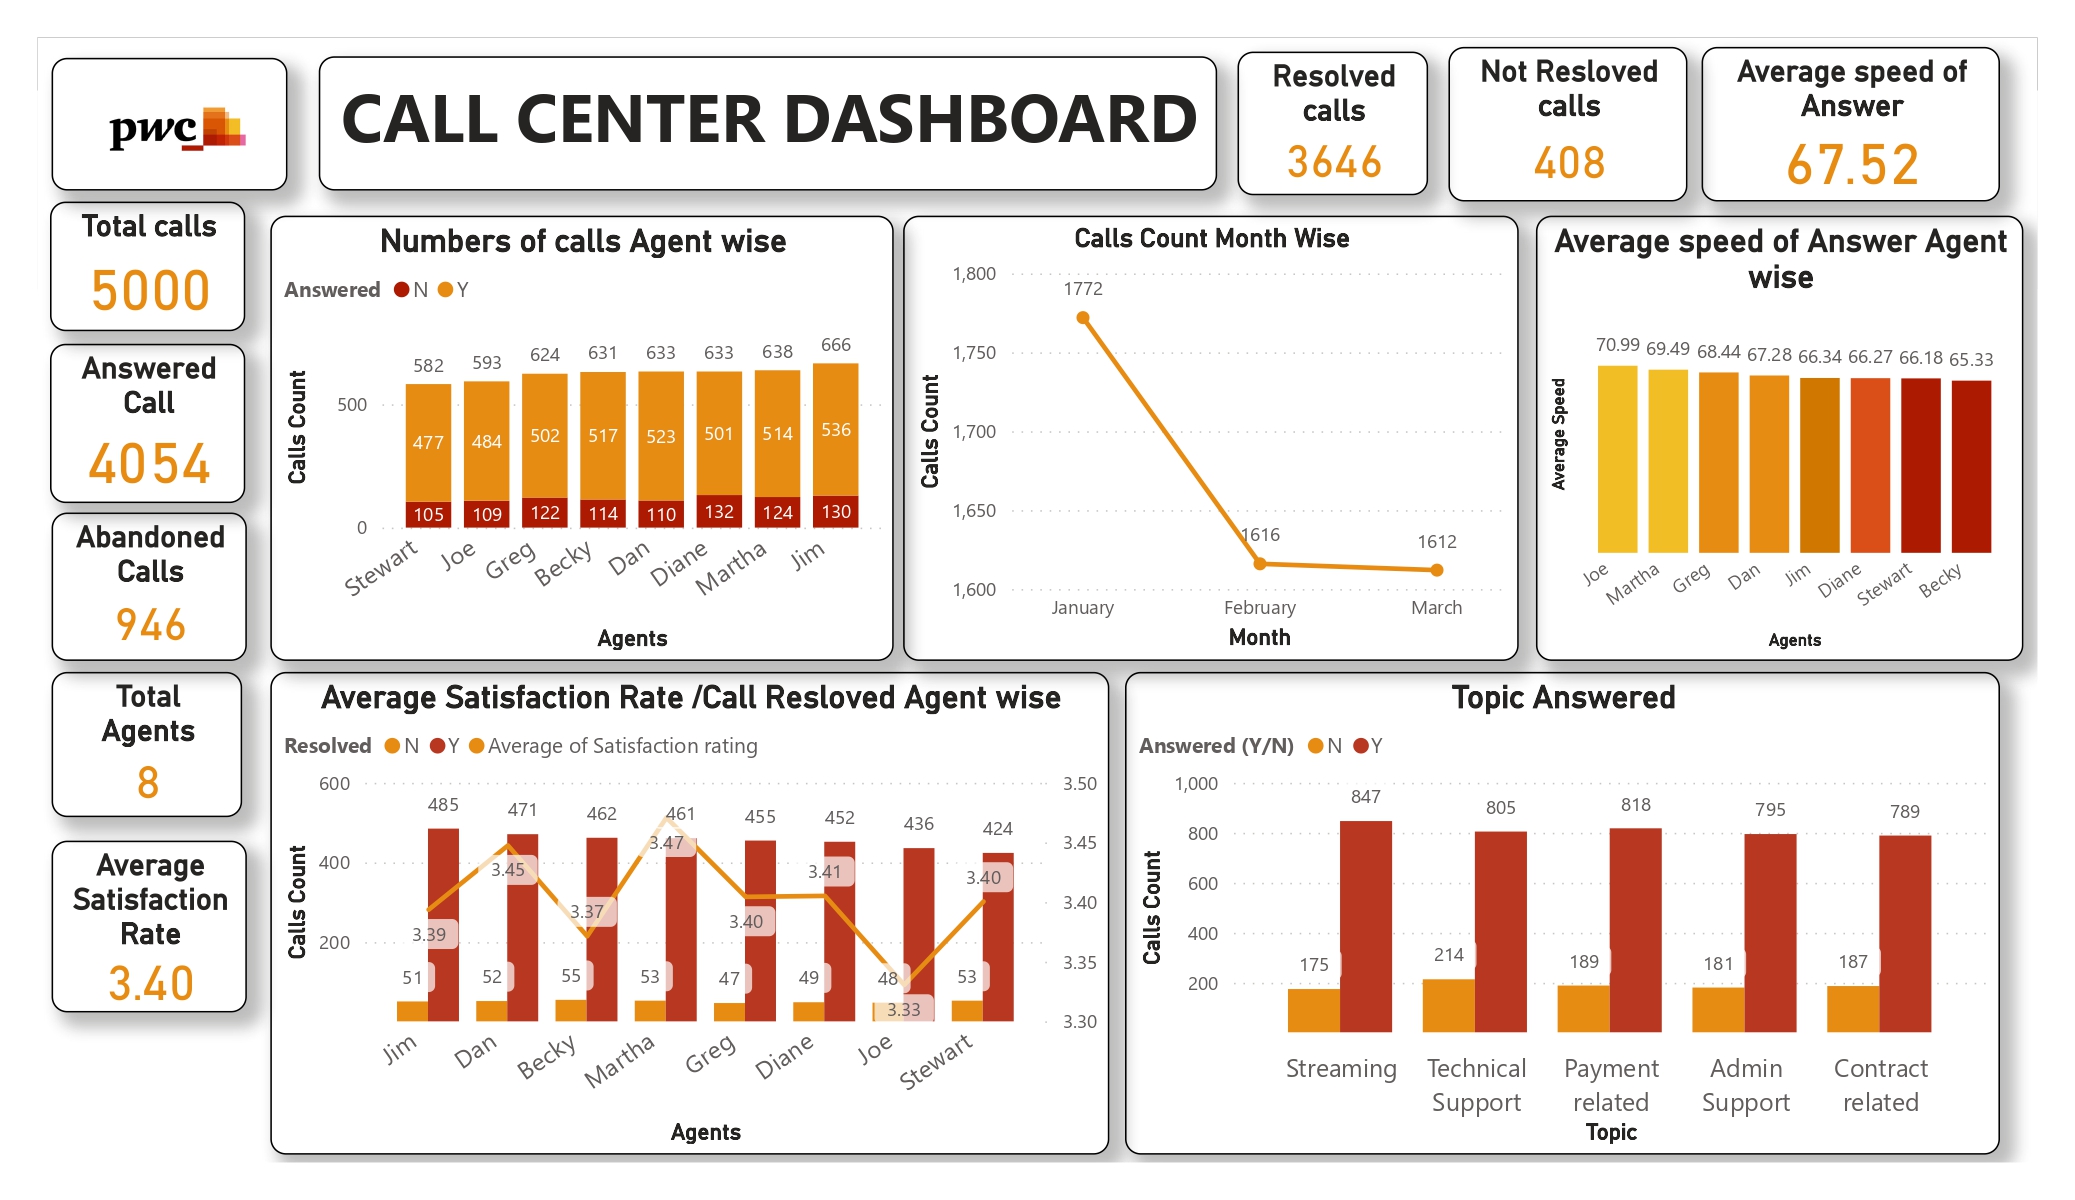 pwc
CALL CENTER DASHBOARD
Resolved
calls
3646
Not Resloved
calls
408
Average speed of
Answer
67.52
Total calls
5000
Answered
Call
4054
Abandoned
Calls
946
Total
Agents
8
Average
Satisfaction
Rate
3.40
Numbers of calls Agent wise
Answered N Y
Calls Count
582 593 624 631 633 633 638 666
500
477 484 502 517 523 501 514 536
105 109 122 114 110 132 124 130
0
Stewart Joe Greg Becky Dan Diane Martha Jim
Agents
Calls Count Month Wise
Calls Count
1,800
1772
1,750
1,700
1,650
1616
1612
1,600
January February March
Month
Average speed of Answer Agent
wise
Average Speed
70.99 69.49 68.44 67.28 66.34 66.27 66.18 65.33
Joe Martha Greg Dan Jim Diane Stewart Becky
Agents
Average Satisfaction Rate /Call Resloved Agent wise
Resolved N Y Average of Satisfaction rating
Calls Count
600
400
200
485 471 462 461 455 452 436 424
3.39 3.45 3.37 3.47 3.40 3.41 3.33 3.40
51 52 55 53 47 49 48 53
3.50
3.45
3.40
3.35
3.30
Jim Dan Becky Martha Greg Diane Joe Stewart
Agents
Topic Answered
Answered (Y/N) N Y
Calls Count
1,000
800
600
400
200
847 805 818 795 789
175 214 189 181 187
Streaming
Technical
Support
Payment
related
Admin
Support
Contract
related
Topic